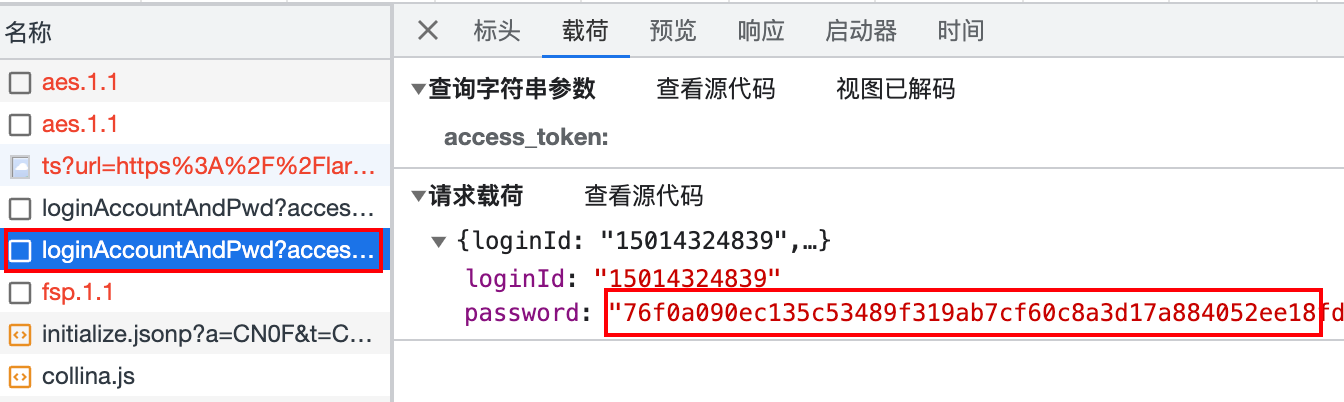 名称
aes.1.1
aes.1.1
ts?url=https%3A%2F%2Flar…
loginAccountAndPwd?acces…
loginAccountAndPwd?acces…
fsp.1.1
initialize.jsonp?a=CN0F&t=C…
collina.js
标头 载荷 预览 响应 启动器 时间
▼查询字符串参数 查看源代码 视图已解码
access_token:
▼请求载荷 查看源代码
▼ {loginId: "15014324839",…}
loginId: "15014324839"
password: "76f0a090ec135c53489f319ab7cf60c8a3d17a884052ee18fd